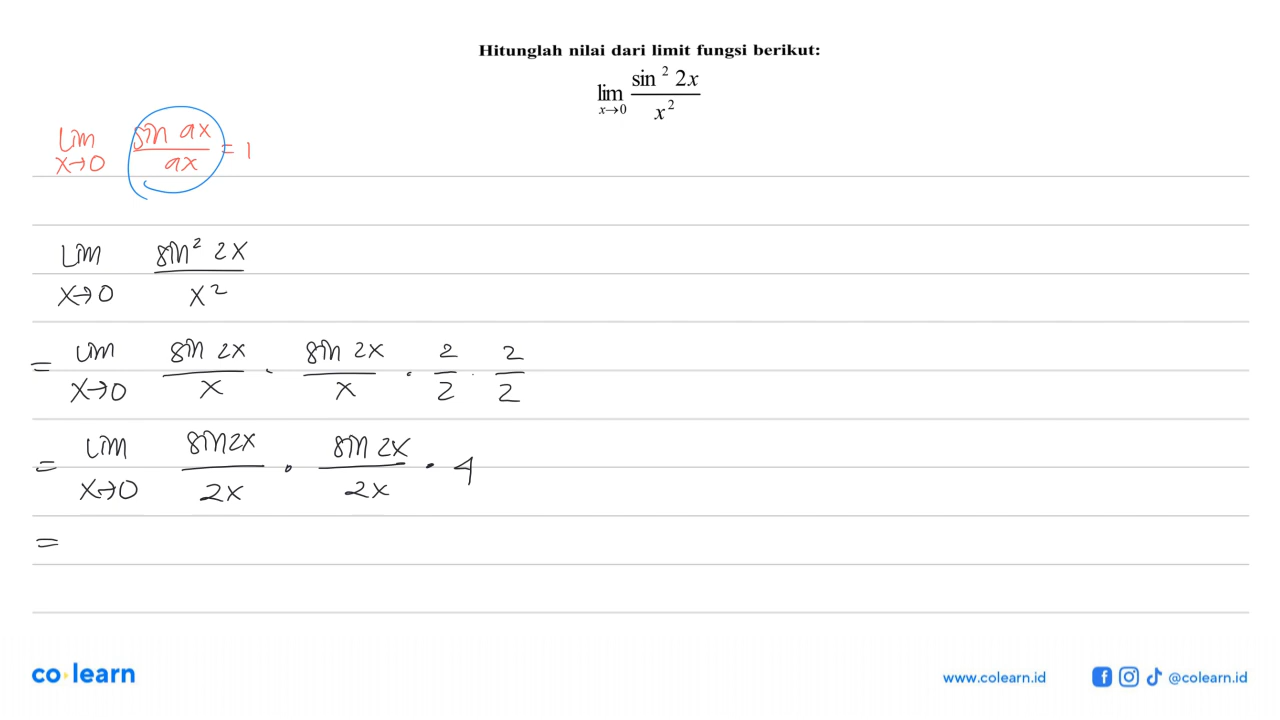 Hitunglah nilai dari limit fungsi berikut:
lim x→0 sin² 2x / x²
Lim x→0 sin ax / ax = 1
Lim x→0 sin² 2x / x²
= Lim x→0 sin 2x / x · sin 2x / x · 2/2 · 2/2
= Lim x→0 sin 2x / 2x · sin 2x / 2x · 4
=
co·learn
www.colearn.id
@colearn.id